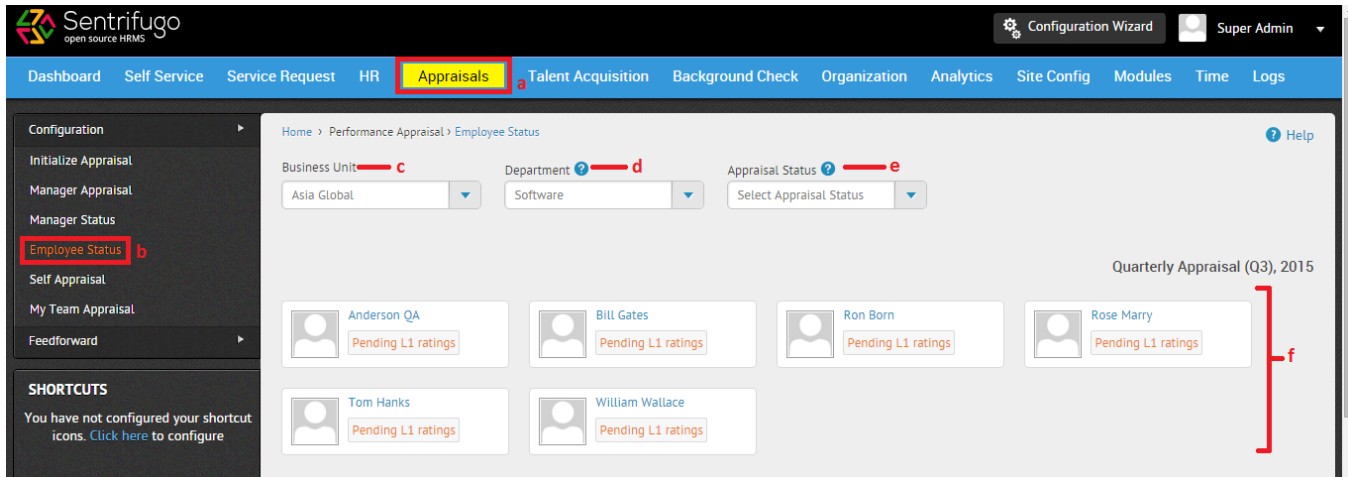 Sentrifugo
open source HRMS
Configuration Wizard Super Admin
Dashboard Self Service Service Request HR Appraisals a Talent Acquisition Background Check Organization Analytics Site Config Modules Time Logs
Configuration
Initialize Appraisal
Manager Appraisal
Manager Status
Employee Status b
Self Appraisal
My Team Appraisal
Feedforward
SHORTCUTS
You have not configured your shortcut
icons. Click here to configure
Home > Performance Appraisal > Employee Status
? Help
Business Unit c Department ? d Appraisal Status ? e
Asia Global Software Select Appraisal Status
Quarterly Appraisal (Q3), 2015
Anderson QA Bill Gates Ron Born Rose Marry
Pending L1 ratings Pending L1 ratings Pending L1 ratings Pending L1 ratings
f
Tom Hanks William Wallace
Pending L1 ratings Pending L1 ratings